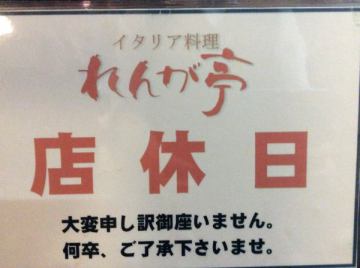 イタリア料理
れんが亭
店休日
大変申し訳御座いません。
何卒、ご了承下さいませ。